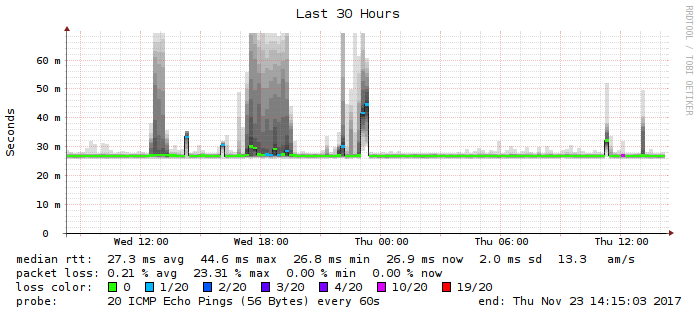 Last 30 Hours
RRDTOOL / TOBI OETIKER
Seconds
60 m
50 m
40 m
30 m
20 m
10 m
0
Wed 12:00 Wed 18:00 Thu 00:00 Thu 06:00 Thu 12:00
median rtt: 27.3 ms avg 44.6 ms max 26.8 ms min 26.9 ms now 2.0 ms sd 13.3 am/s
packet loss: 0.21 % avg 23.31 % max 0.00 % min 0.00 % now
loss color: 0 1/20 2/20 3/20 4/20 10/20 19/20
probe: 20 ICMP Echo Pings (56 Bytes) every 60s end: Thu Nov 23 14:15:03 2017